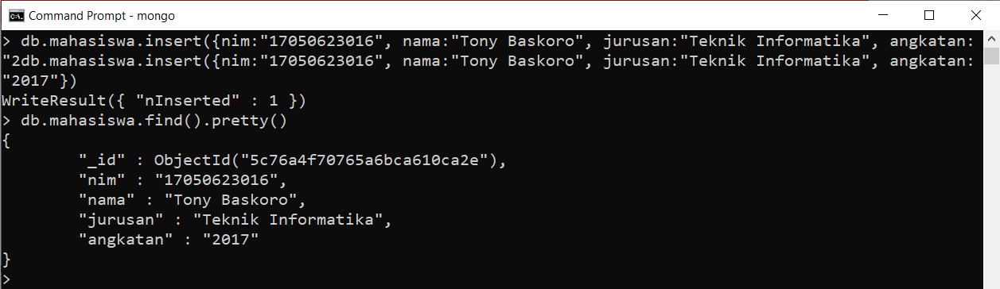 Command Prompt - mongo
> db.mahasiswa.insert({nim:"17050623016", nama:"Tony Baskoro", jurusan:"Teknik Informatika", angkatan:
"2db.mahasiswa.insert({nim:"17050623016", nama:"Tony Baskoro", jurusan:"Teknik Informatika", angkatan:
"2017"})
WriteResult({ "nInserted" : 1 })
> db.mahasiswa.find().pretty()
{
        "_id" : ObjectId("5c76a4f70765a6bca610ca2e"),
        "nim" : "17050623016",
        "nama" : "Tony Baskoro",
        "jurusan" : "Teknik Informatika",
        "angkatan" : "2017"
}
>